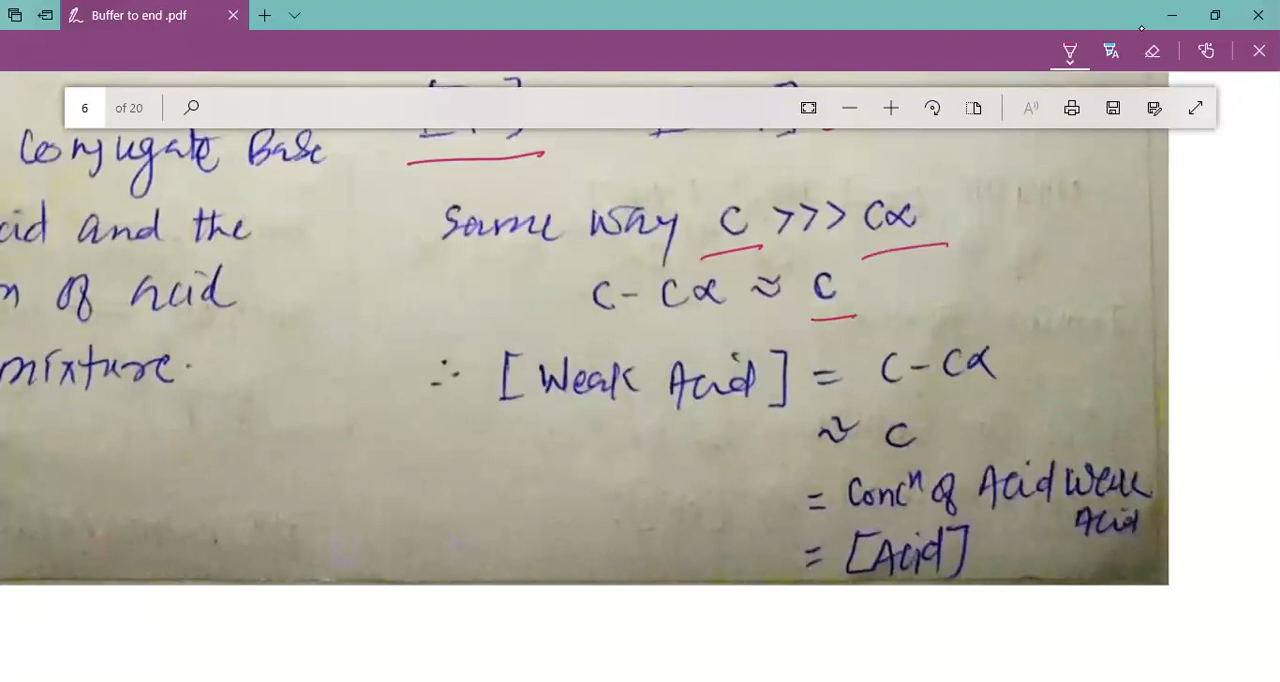 Buffer to end .pdf
6 of 20
Conjugate Base
cid and the
n of acid
mixture.
Same way C >>> Cα
C - Cα ≈ C
∴ [Weak Acid] = C - Cα
≈ C
= Concⁿ of Acid Weak
Acid
= [Acid]